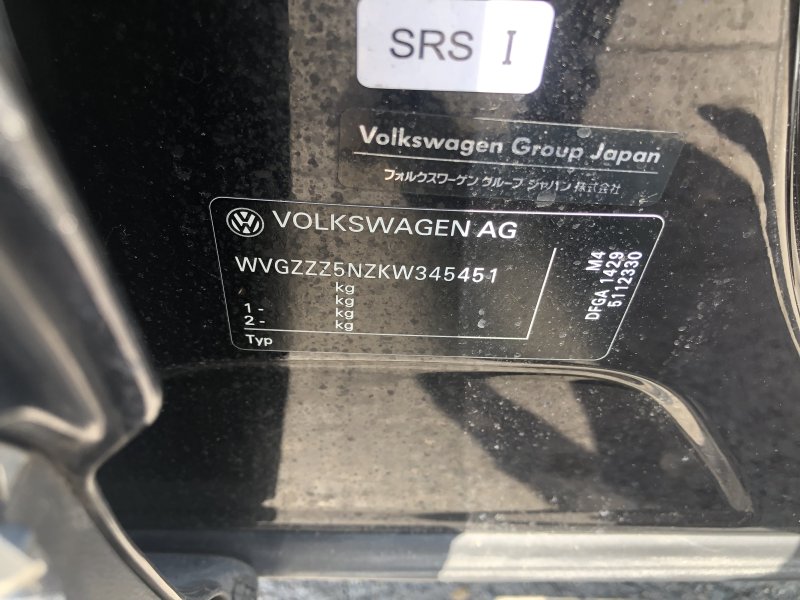 SRS I
Volkswagen Group Japan
フォルクスワーゲン グループ ジャパン 株式会社
VOLKSWAGEN AG
WVGZZZ5NZKW345451
kg
kg
1 - kg
2 - kg
Typ
M4
DFGA 1429
5112330